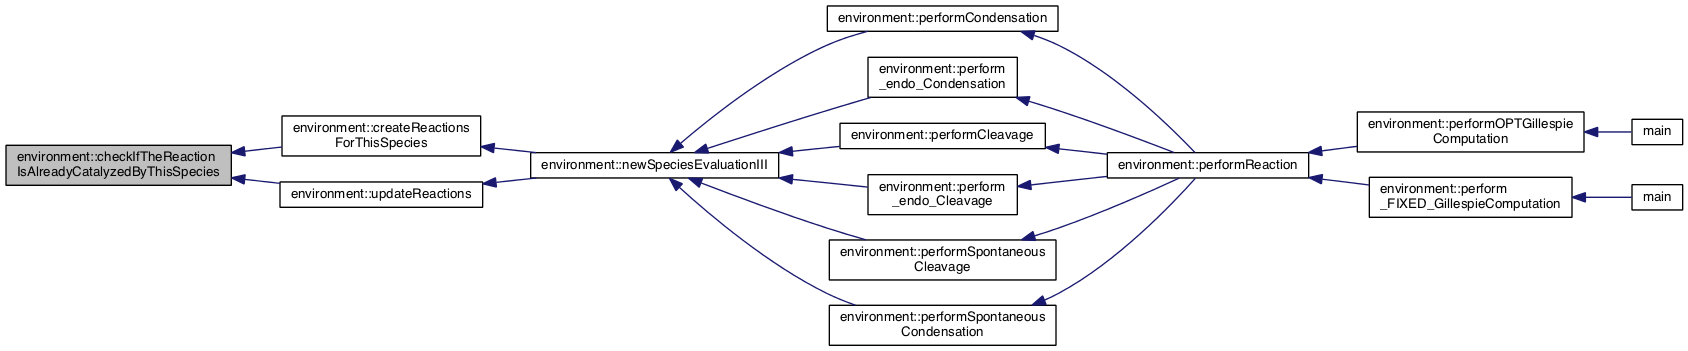 environment::checkIfTheReaction
IsAlreadyCatalyzedByThisSpecies
environment::createReactions
ForThisSpecies
environment::updateReactions
environment::newSpeciesEvaluationIII
environment::performCondensation
environment::perform
_endo_Condensation
environment::performCleavage
environment::perform
_endo_Cleavage
environment::performSpontaneous
Cleavage
environment::performSpontaneous
Condensation
environment::performReaction
environment::performOPTGillespie
Computation
main
environment::perform
_FIXED_GillespieComputation
main